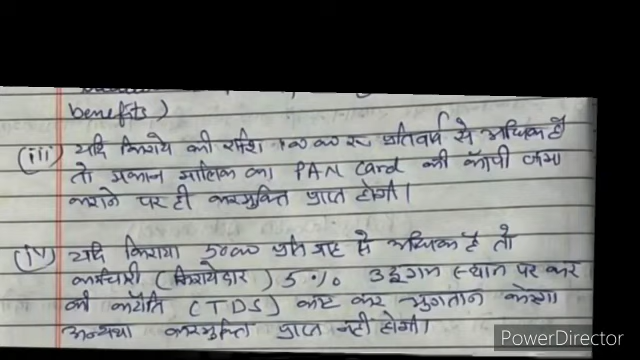 benefits)
(iii) यदि किराये की राशि 100000 रू प्रतिवर्ष से अधिक है
तो मकान मालिक का PAN Card की कॉपी जमा
कराने पर ही करमुक्ति प्राप्त होगी।
(iv) यदि किराया 50000 प्रति माह से अधिक है तो
कर्मचारी (किरायेदार) 5% उद्गम स्थान पर कर
की कटौति (TDS) काट कर भुगतान करेगा
अन्यथा करमुक्ति प्राप्त नहीं होगी।
PowerDirector